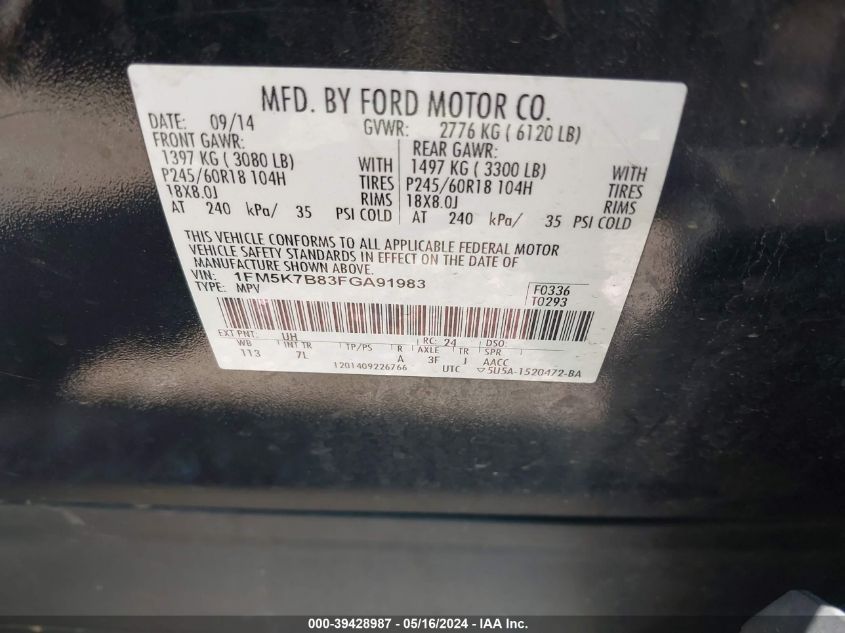 MFD. BY FORD MOTOR CO.
DATE: 09/14 GVWR: 2776 KG ( 6120 LB)
FRONT GAWR: REAR GAWR:
1397 KG ( 3080 LB) WITH 1497 KG ( 3300 LB) WITH
P245/60R18 104H TIRES P245/60R18 104H TIRES
18X8.0J RIMS 18X8.0J RIMS
AT 240 kPa/ 35 PSI COLD AT 240 kPa/ 35 PSI COLD
THIS VEHICLE CONFORMS TO ALL APPLICABLE FEDERAL MOTOR
VEHICLE SAFETY STANDARDS IN EFFECT ON THE DATE OF
MANUFACTURE SHOWN ABOVE.
VIN: 1FM5K7B83FGA91983 F0336
TYPE: MPV T0293
EXT PNT: UH RC: 24 DSO:
WB INT TR TP/PS R AXLE TR SPR
113 7L A 3F J AACC
1201409226766 UTC ▽5U5A-1520472-BA
000-39428987 - 05/16/2024 - IAA Inc.